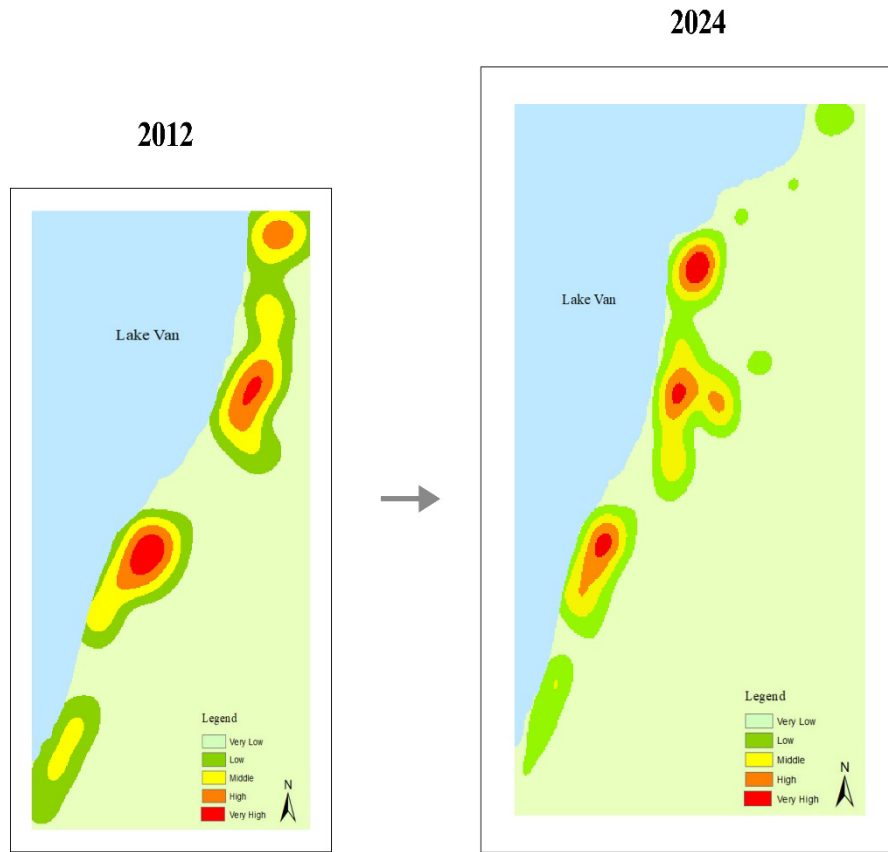 2024
2012
Lake Van
Lake Van
Legend
Very Low
Low
Middle
High
Very High
N
Legend
Very Low
Low
Middle
High
Very High
N